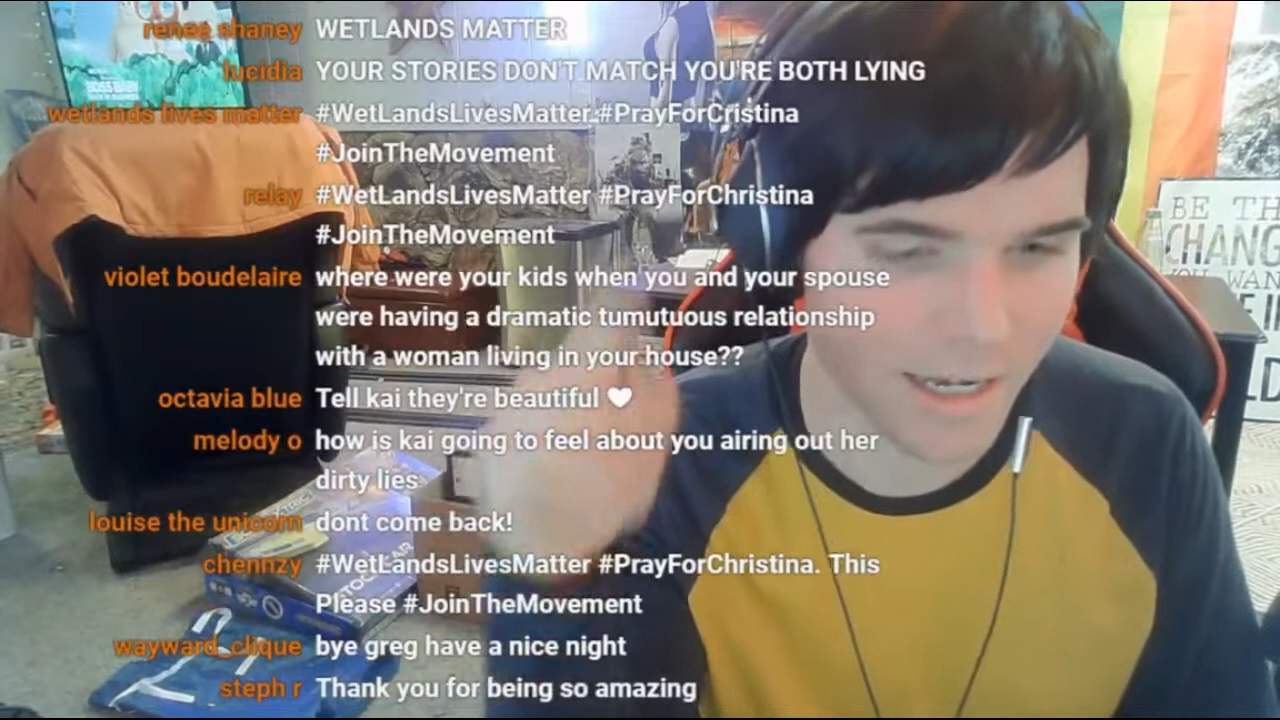 renee shaney WETLANDS MATTER
lucidia YOUR STORIES DON'T MATCH YOU'RE BOTH LYING
wetlands lives matter #WetLandsLivesMatter #PrayForCristina
#JoinTheMovement
relay #WetLandsLivesMatter #PrayForChristina
#JoinTheMovement
BE TH
CHANG
YOU WAN
violet boudelaire where were your kids when you and your spouse
were having a dramatic tumutuous relationship
with a woman living in your house??
octavia blue Tell kai they're beautiful ♥
melody o how is kai going to feel about you airing out her
dirty lies
louise the unicorn dont come back!
chennzy #WetLandsLivesMatter #PrayForChristina. This
Please #JoinTheMovement
wayward_clique bye greg have a nice night
steph r Thank you for being so amazing